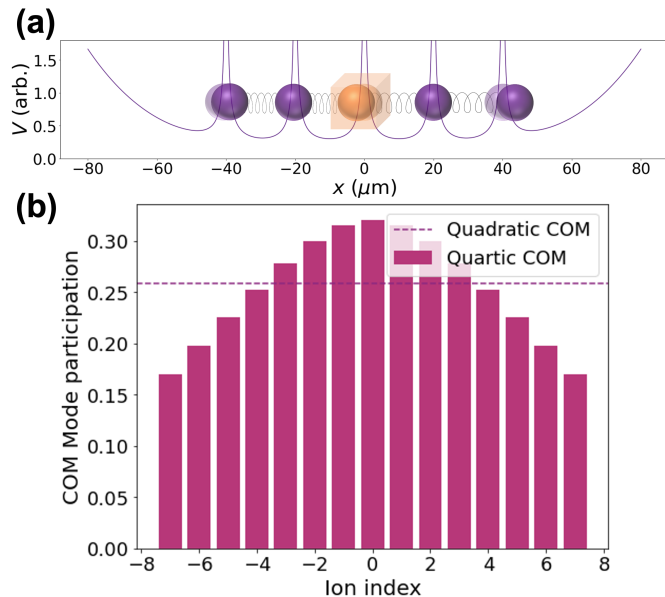 (a)
V (arb.)
1.5
1.0
0.5
0.0
−80 −60 −40 −20 0 20 40 60 80
x (μm)
(b)
COM Mode participation
0.30
0.25
0.20
0.15
0.10
0.05
0.00
Quadratic COM
Quartic COM
−8 −6 −4 −2 0 2 4 6 8
Ion index